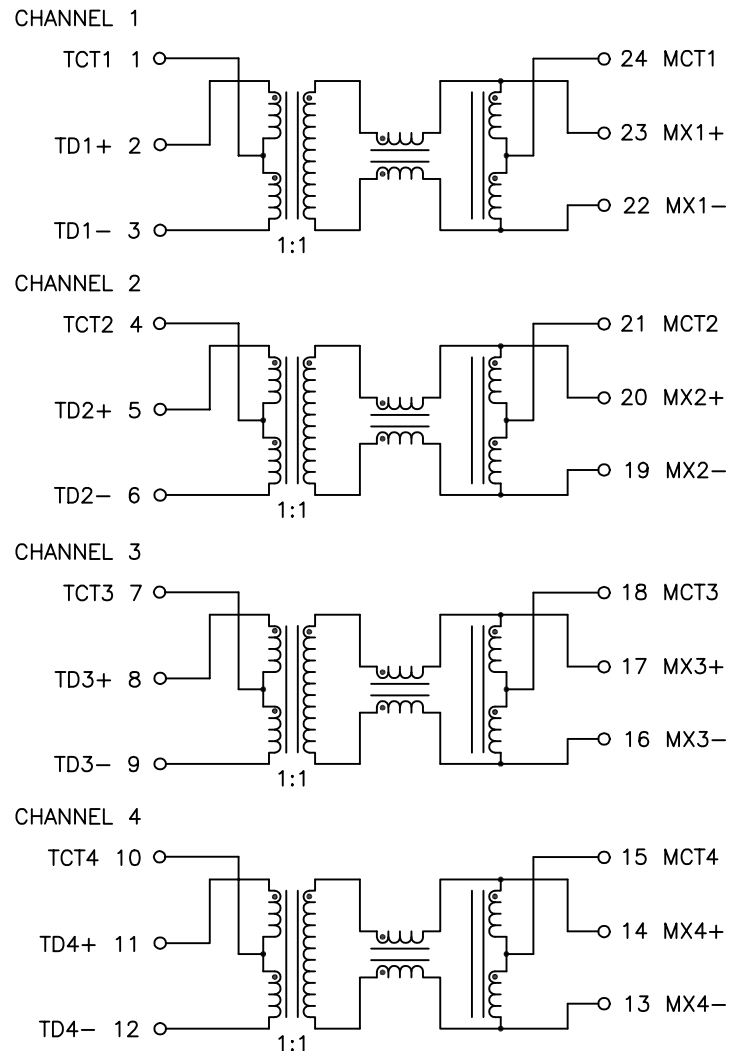 CHANNEL 1
TCT1 1
24 MCT1
TD1+ 2
23 MX1+
22 MX1-
TD1- 3
1:1
CHANNEL 2
TCT2 4
21 MCT2
TD2+ 5
20 MX2+
19 MX2-
TD2- 6
1:1
CHANNEL 3
TCT3 7
18 MCT3
TD3+ 8
17 MX3+
16 MX3-
TD3- 9
1:1
CHANNEL 4
TCT4 10
15 MCT4
TD4+ 11
14 MX4+
13 MX4-
TD4- 12
1:1